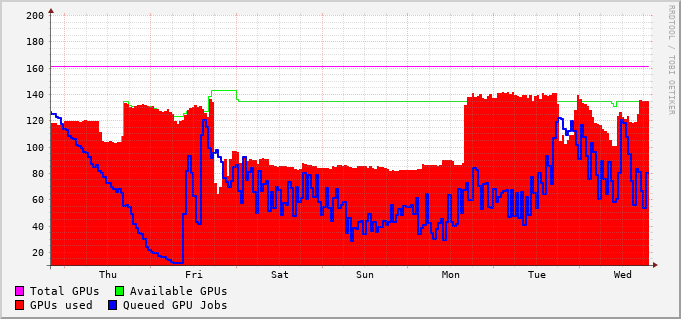 200
180
160
140
120
100
80
60
40
20
Thu Fri Sat Sun Mon Tue Wed
Total GPUs Available GPUs
GPUs used Queued GPU Jobs
RRDTOOL / TOBI OETIKER